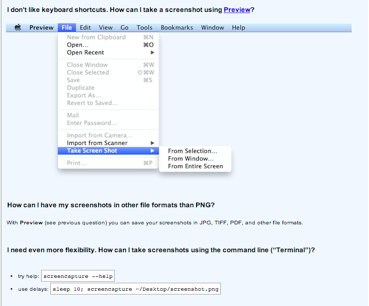 I don't like keyboard shortcuts. How can I take a screenshot using Preview?
Preview File Edit View Go Tools Bookmarks Window Help
New from Clipboard ⌘N
Open... ⌘O
Open Recent ▶
Close Window ⌘W
Close Selected ⇧⌘W
Save ⌘S
Duplicate
Export As...
Revert to Saved...
Mail
Enter Password...
Import from Camera...
Import from Scanner ▶
Take Screen Shot ▶
From Selection...
From Window...
From Entire Screen
Print... ⌘P
How can I have my screenshots in other file formats than PNG?
With Preview (see previous question) you can save your screenshots in JPG, TIFF, PDF, and other file formats.
I need even more flexibility. How can I take screenshots using the command line ("Terminal")?
• try help: screencapture --help
• use delays: sleep 10; screencapture ~/Desktop/screenshot.png